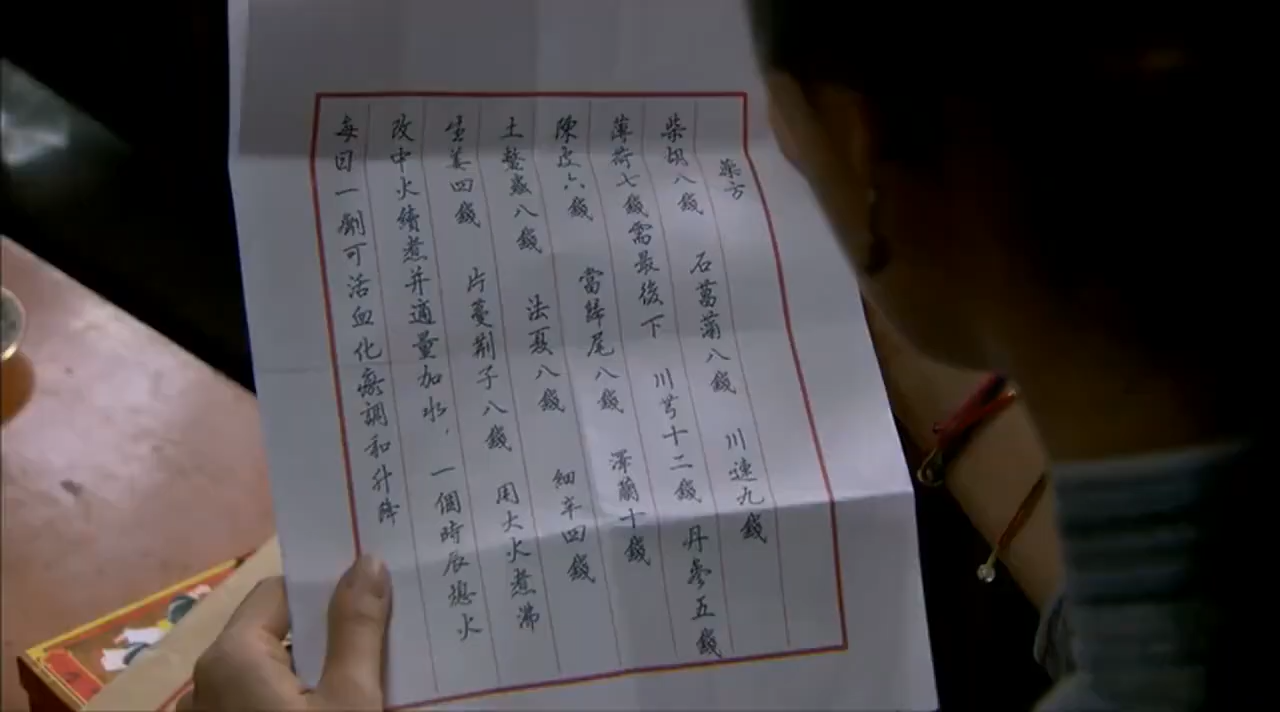 藥方
柴胡八錢 石菖蒲八錢 川連九錢
薄荷七錢需最後下 川芎十二錢 丹參五錢
陳皮六錢 當歸尾八錢 澤蘭十錢
土鱉蟲八錢 法夏八錢 細辛四錢
生薑四錢 片蔓荆子八錢 用大火煮沸
改中火續煮并適量加水,一個時辰熄火
每日一劑可活血化瘀調和升降